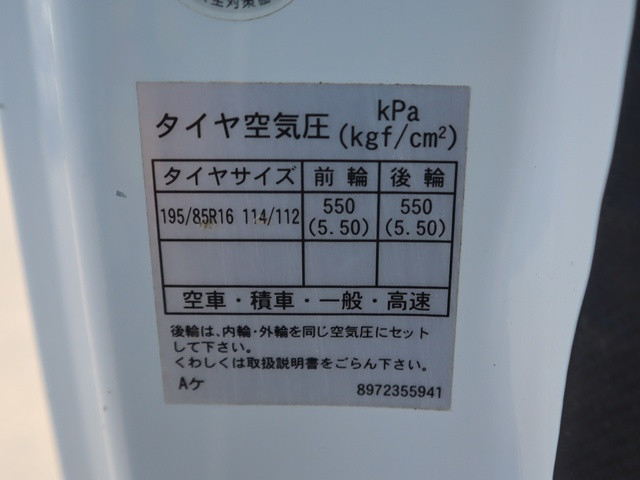 対策
タイヤ空気圧 kPa
(kgf/cm²)
タイヤサイズ 前輪 後輪
195/85R16 114/112 550 550
(5.50) (5.50)
空車・積車・一般・高速
後輪は、内輪・外輪を同じ空気圧にセット
して下さい。
くわしくは取扱説明書をごらん下さい。
Aケ 8972355941